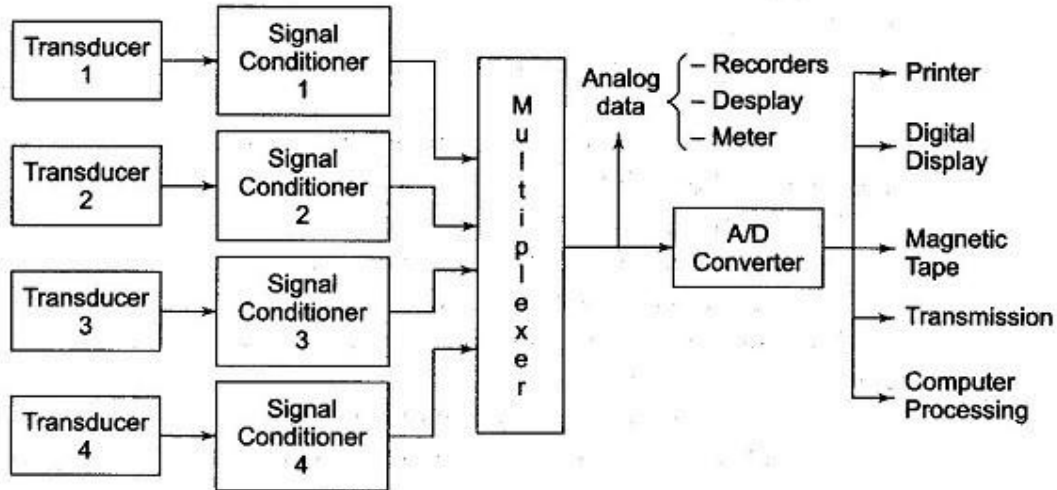 Transducer
1
Signal
Conditioner
1
Transducer
2
Signal
Conditioner
2
Transducer
3
Signal
Conditioner
3
Transducer
4
Signal
Conditioner
4
Multiplexer
Analog
data
– Recorders
– Desplay
– Meter
A/D
Converter
Printer
Digital
Display
Magnetic
Tape
Transmission
Computer
Processing